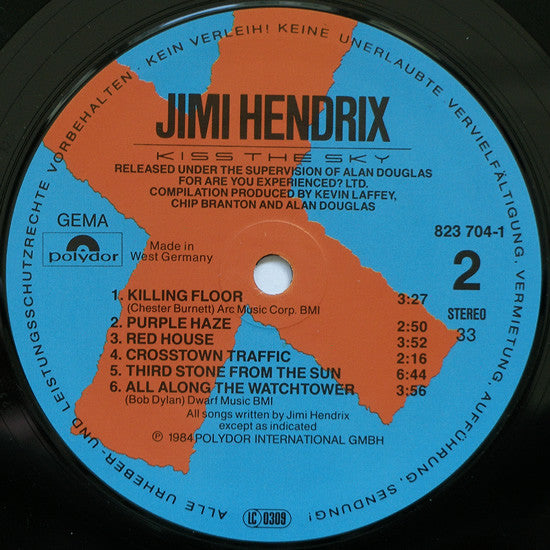 ALLE URHEBER- UND LEISTUNGSSCHUTZRECHTE VORBEHALTEN · KEIN VERLEIH! KEINE UNERLAUBTE VERVIELFÄLTIGUNG, VERMIETUNG, AUFFÜHRUNG, SENDUNG!
JIMI HENDRIX
KISS THE SKY
RELEASED UNDER THE SUPERVISION OF ALAN DOUGLAS
FOR ARE YOU EXPERIENCED? LTD.
COMPILATION PRODUCED BY KEVIN LAFFEY,
CHIP BRANTON AND ALAN DOUGLAS
GEMA
polydor
Made in
West Germany
823 704-1
2
STEREO
33
1. KILLING FLOOR 3:27
(Chester Burnett) Arc Music Corp. BMI
2. PURPLE HAZE 2:50
3. RED HOUSE 3:52
4. CROSSTOWN TRAFFIC 2:16
5. THIRD STONE FROM THE SUN 6:44
6. ALL ALONG THE WATCHTOWER 3:56
(Bob Dylan) Dwarf Music BMI
All songs written by Jimi Hendrix
except as indicated
℗ 1984 POLYDOR INTERNATIONAL GMBH
LC 0309